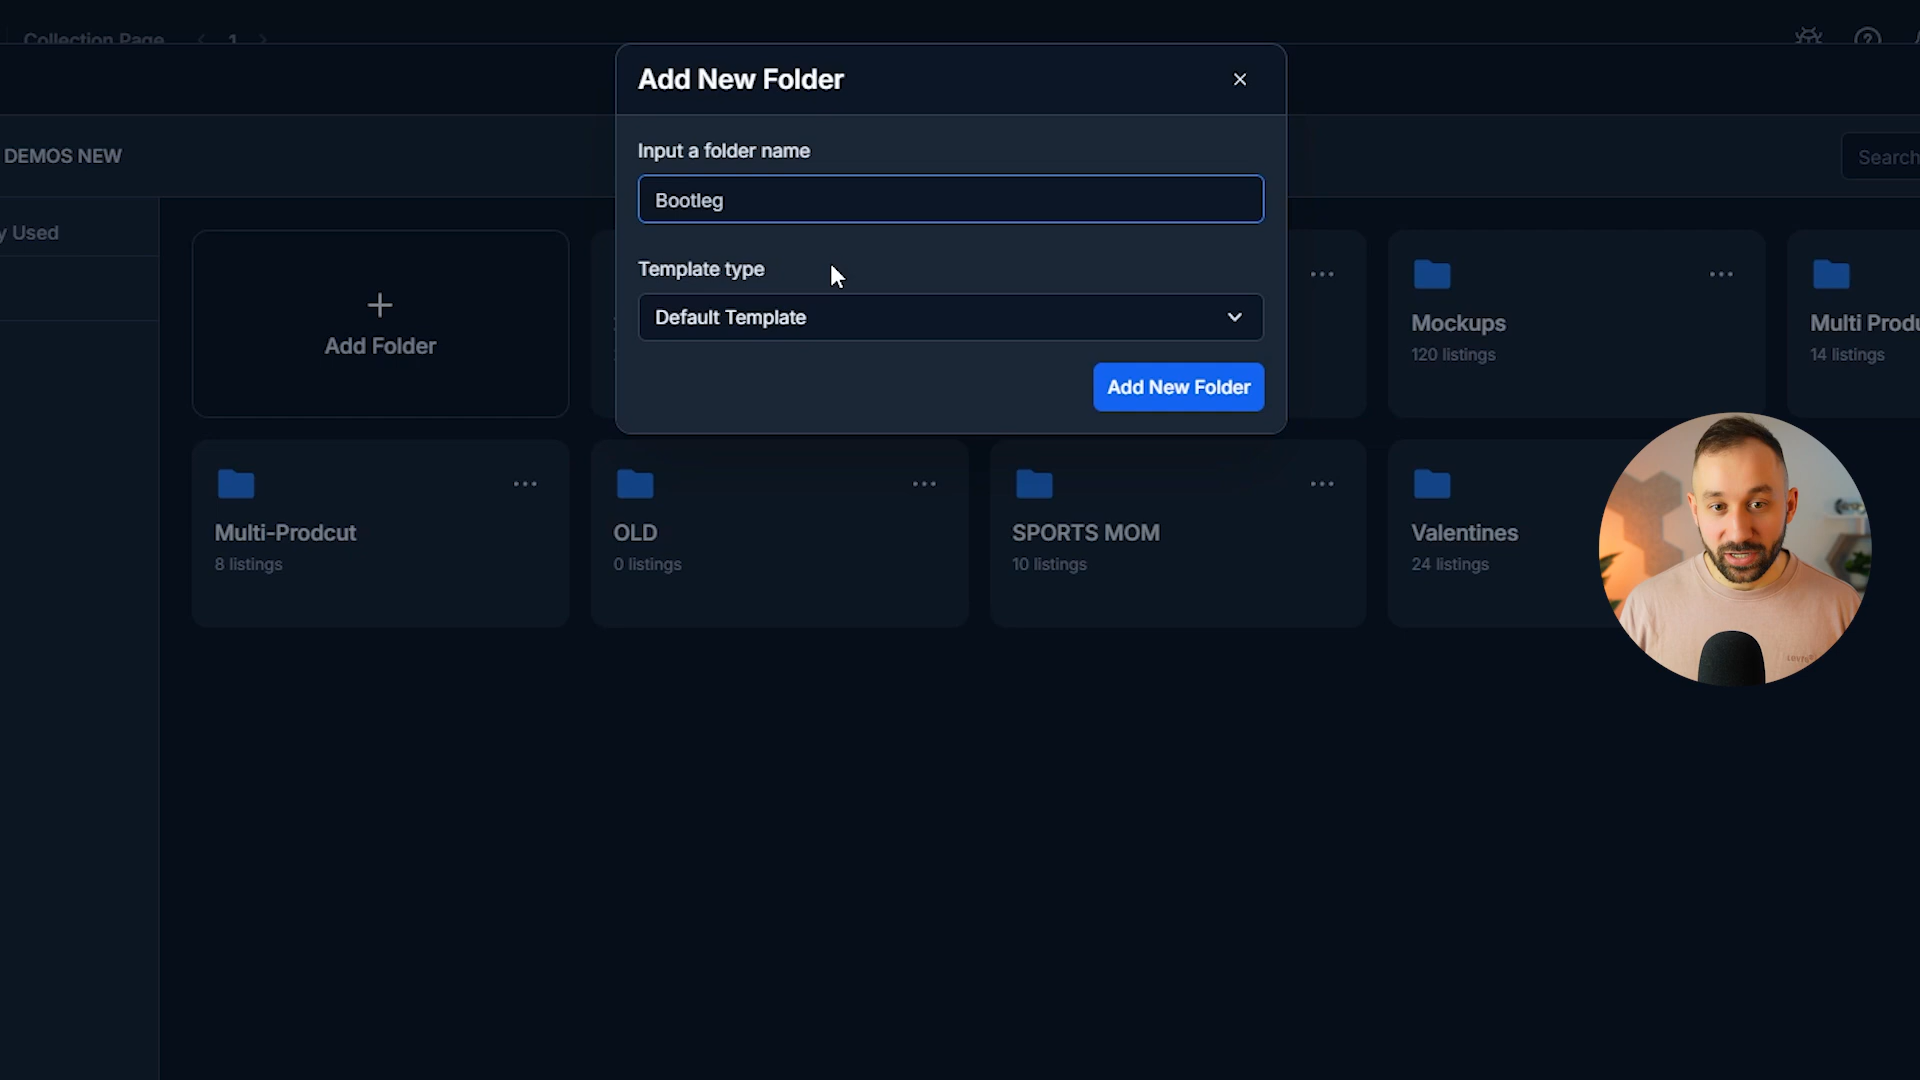 Collection Page
1
Add New Folder
DEMOS NEW
Input a folder name
Search
Bootleg
y Used
Template type
Default Template
Add Folder
Mockups
120 listings
Multi Produ
14 listings
Add New Folder
Multi-Prodcut
8 listings
OLD
0 listings
SPORTS MOM
10 listings
Valentines
24 listings